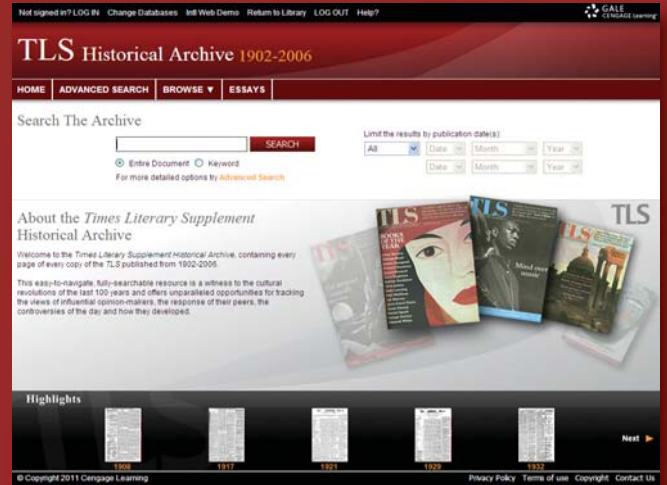 Not signed in? LOG IN Change Databases Intl Web Demo Return to Library LOG OUT Help?
GALE
CENGAGE Learning
TLS Historical Archive 1902-2006
HOME ADVANCED SEARCH BROWSE ▼ ESSAYS
Search The Archive
SEARCH
Entire Document Keyword
For more detailed options try Advanced Search
Limit the results by publication date(s)
All Date Month Year
Date Month Year
About the Times Literary Supplement
Historical Archive
Welcome to the Times Literary Supplement Historical Archive, containing every
page of every copy of the TLS published from 1902-2006.
This easy-to-navigate, fully-searchable resource is a witness to the cultural
revolutions of the last 100 years and offers unparalleled opportunities for tracking
the views of influential opinion-makers, the response of their peers, the
controversies of the day and how they developed.
TLS
BOOKS
OF THE
YEAR
TLS
Mind over
music
TLS
TLS
Highlights
1908 1917 1921 1929 1932
Next
© Copyright 2011 Cengage Learning
Privacy Policy Terms of use Copyright Contact Us